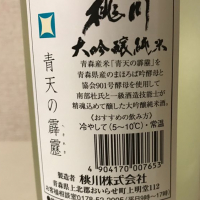 桃川
大吟醸純米
青天の霹靂
青森産米「青天の霹靂」を
青森県産のまほろば吟酵母と
協会901号酵母を使用して
南部杜氏と一級酒造技能士が
精魂込めて醸した大吟醸純米酒。
(おすすめの飲み方)
冷やして(5~10℃)・常温
4 904170 007653
製造者 桃川株式会社
青森県上北郡おいらせ町上明堂112